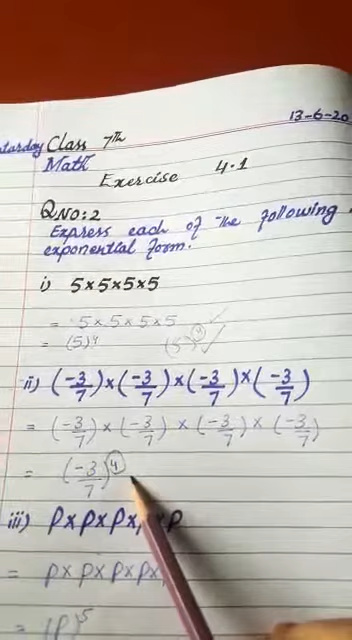 13-6-20
Class 7th
Math
Exercise 4.1
Q NO:2
Express each of the following
exponential form.
i) 5×5×5×5
= 5×5×5×5
= (5)⁴ (5)⁴ ✓
ii) (-3/7)×(-3/7)×(-3/7)×(-3/7)
= (-3/7)×(-3/7)×(-3/7)×(-3/7)
= (-3/7)⁴
iii) P×P×P× P
= P×P×P×P×
= (P)⁵